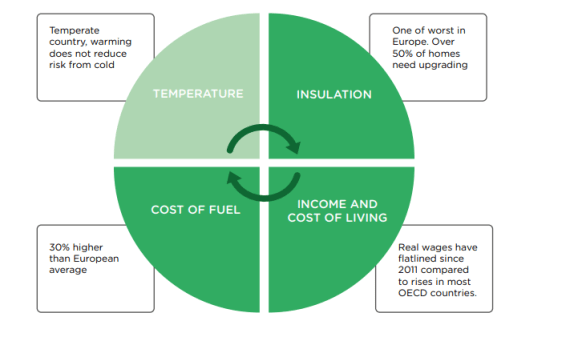 Temperate
country, warming
does not reduce
risk from cold
One of worst in
Europe. Over
50% of homes
need upgrading
TEMPERATURE
INSULATION
COST OF FUEL
INCOME AND
COST OF LIVING
30% higher
than European
average
Real wages have
flatlined since
2011 compared
to rises in most
OECD countries.